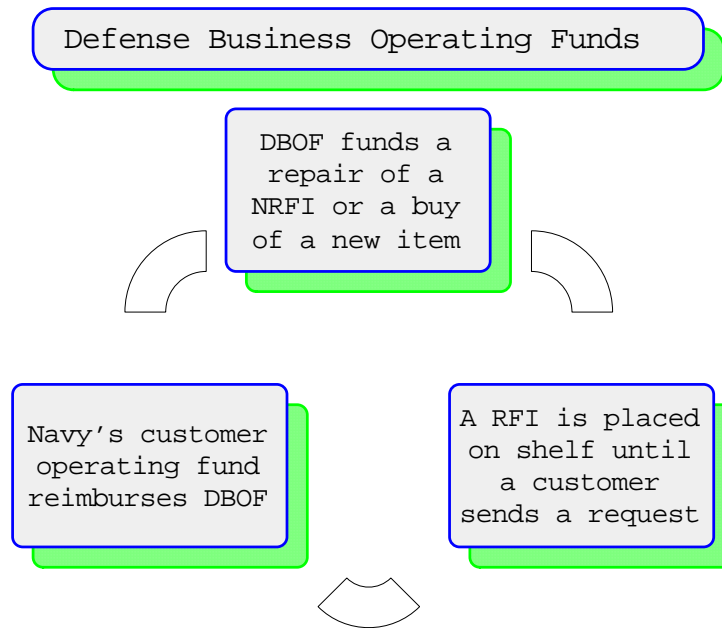 Defense Business Operating Funds
DBOF funds a
repair of a
NRFI or a buy
of a new item
Navy's customer
operating fund
reimburses DBOF
A RFI is placed
on shelf until
a customer
sends a request